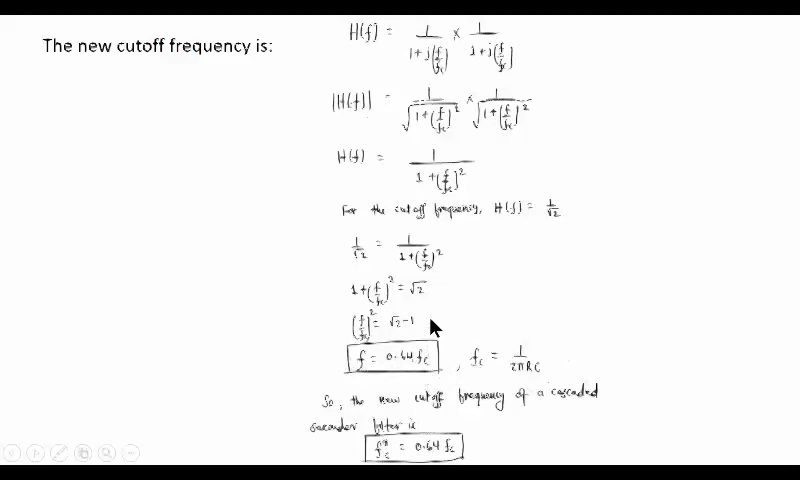 The new cutoff frequency is:
H(f) = 1/(1+j(f/fc)) × 1/(1+j(f/fc))
|H(f)| = 1/√(1+(f/fc)²) × 1/√(1+(f/fc)²)
H(f) = 1/(1+(f/fc)²)
For the cutoff frequency, H(f) = 1/√2
1/√2 = 1/(1+(f/fc)²)
1+(f/fc)² = √2
(f/fc)² = √2-1
f = 0.64 fc , fc = 1/(2πRC)
So, the new cutoff frequency of a cascaded
filter is
= 0.64 fc